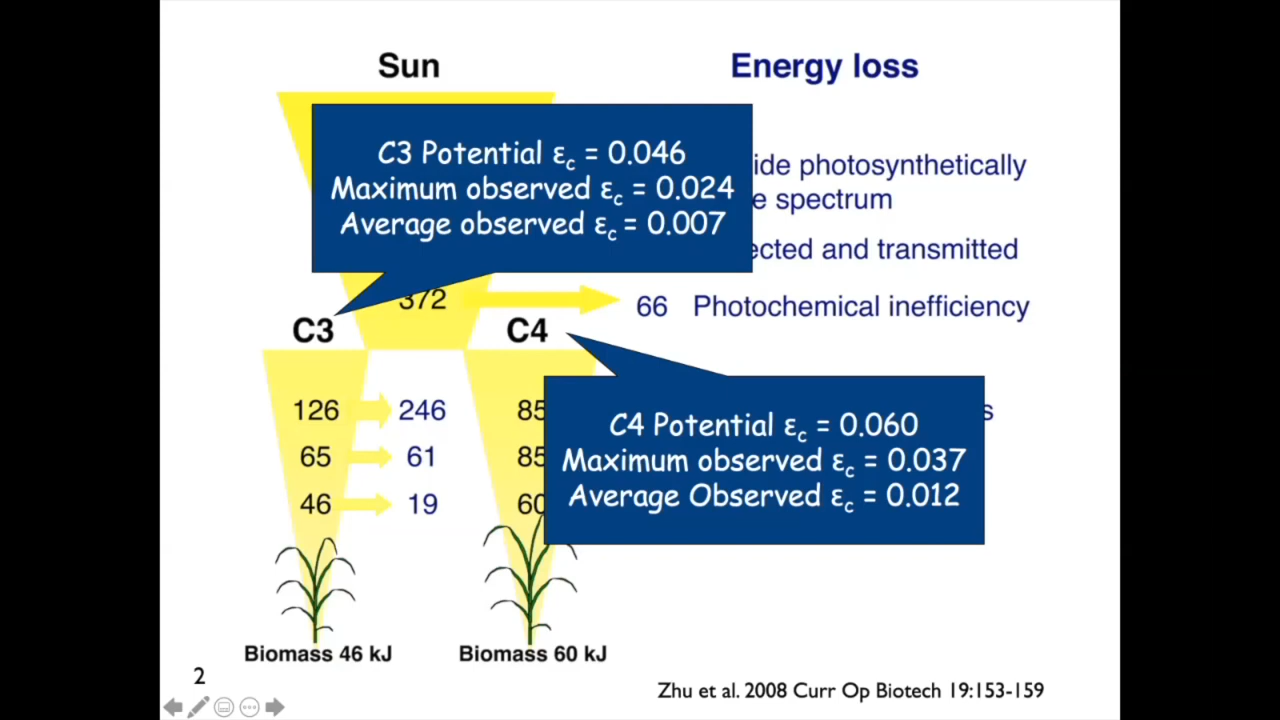 Sun
Energy loss
C3 Potential εc = 0.046
Maximum observed εc = 0.024
Average observed εc = 0.007
photosynthetically
spectrum
and transmitted
372
66 Photochemical inefficiency
C3
C4
126 246 85
65 61 85
46 19 60
C4 Potential εc = 0.060
Maximum observed εc = 0.037
Average Observed εc = 0.012
Biomass 46 kJ
Biomass 60 kJ
2
Zhu et al. 2008 Curr Op Biotech 19:153-159